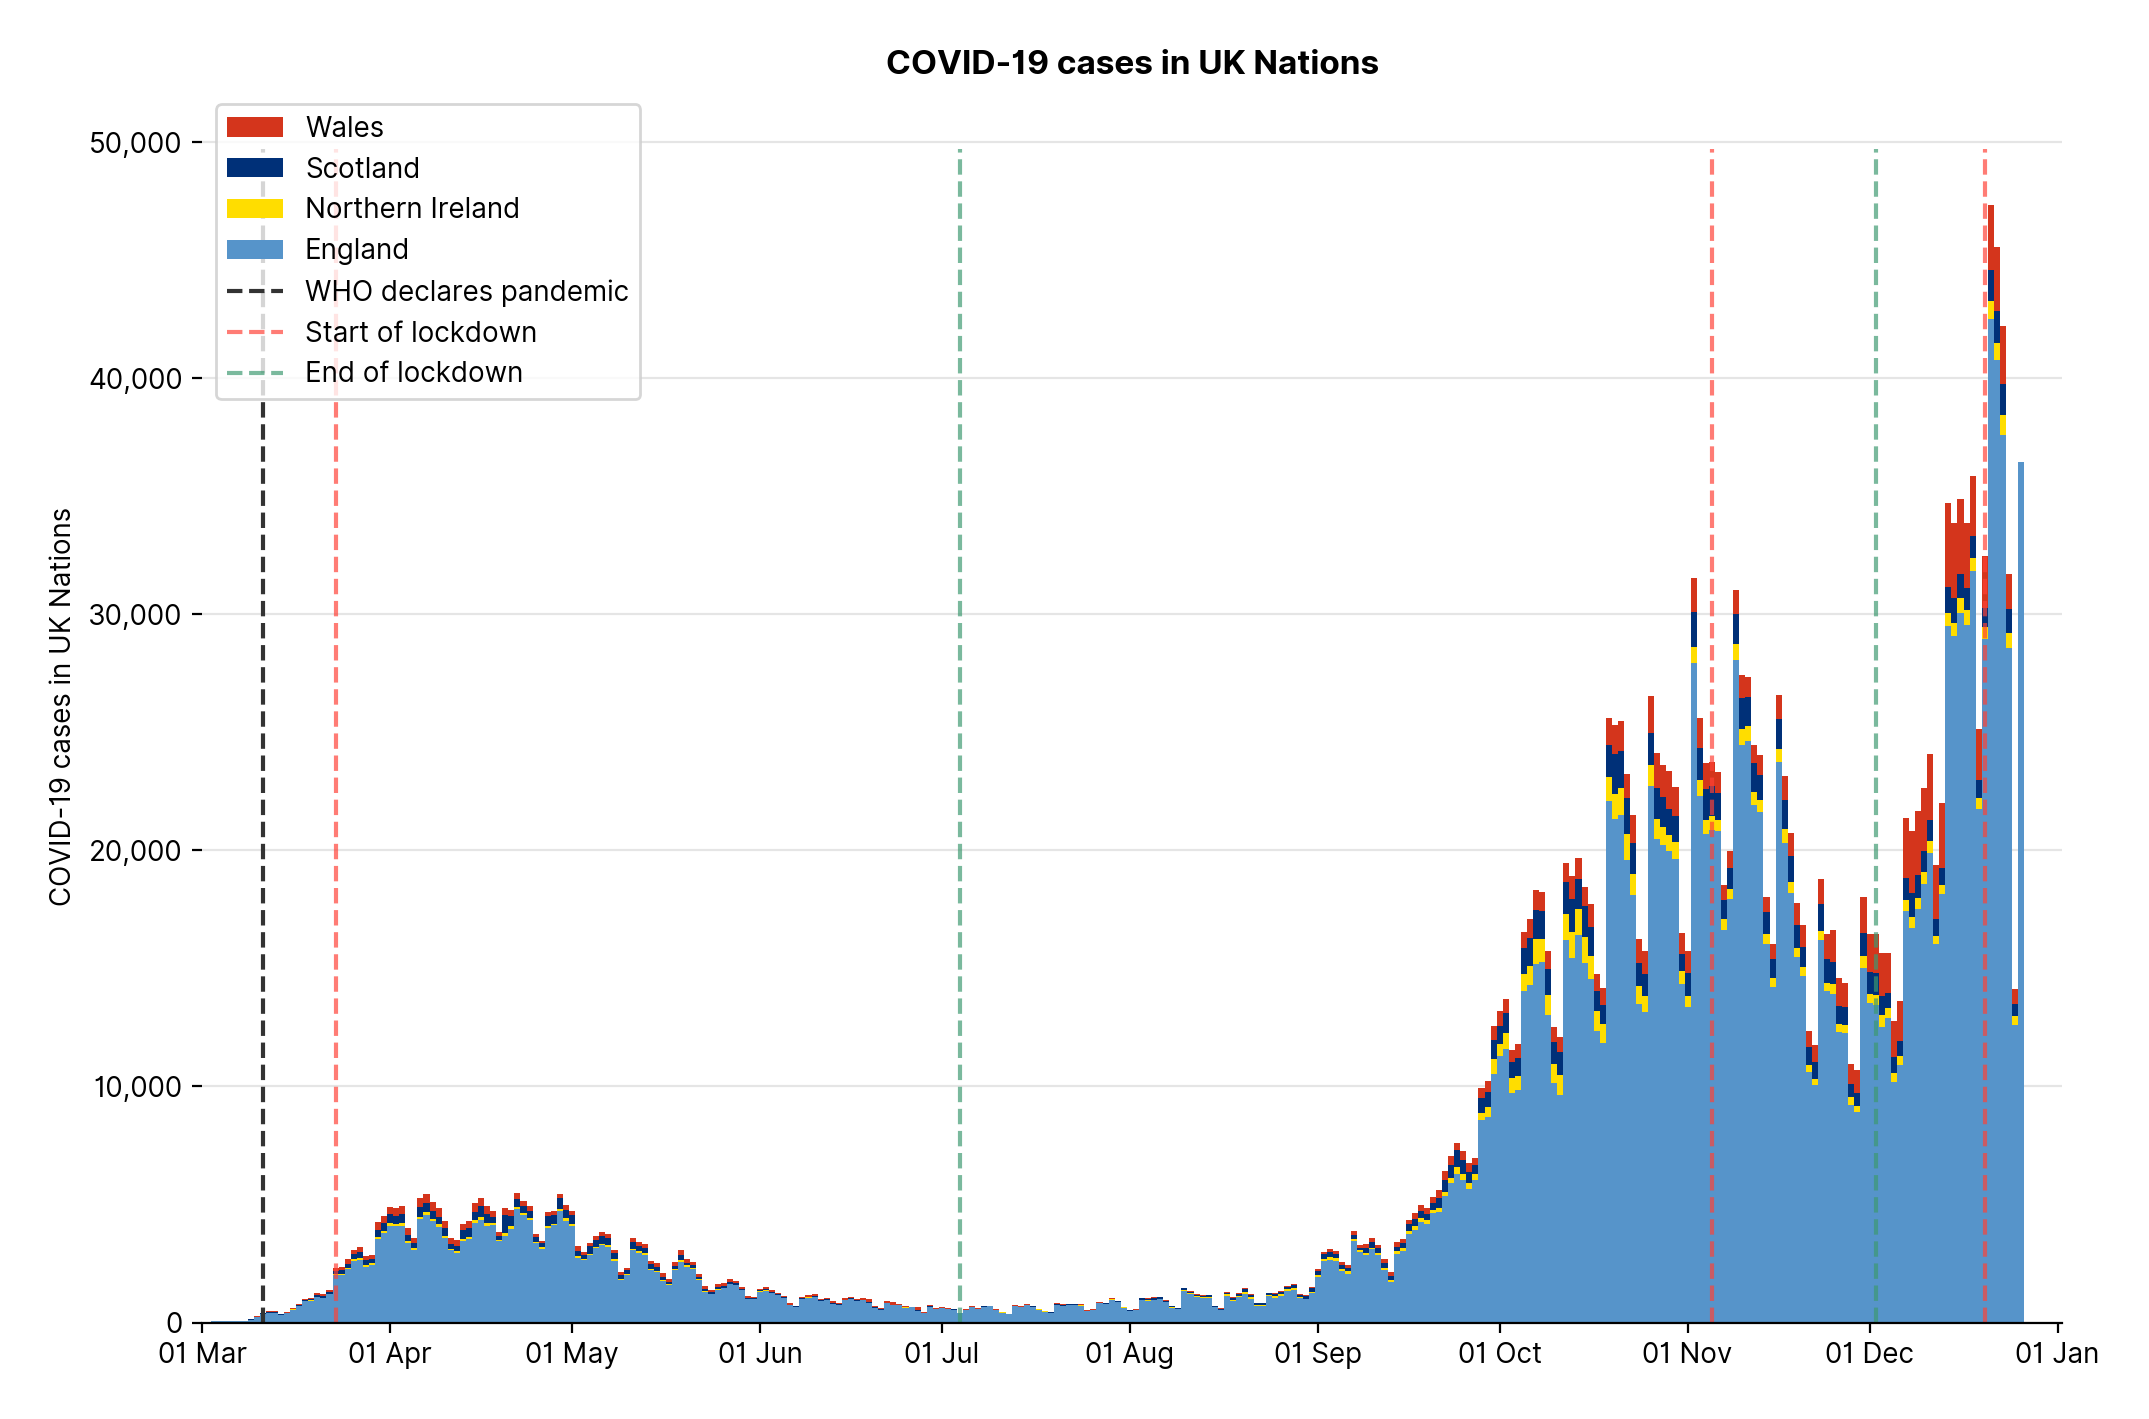 COVID-19 cases in UK Nations
Wales
Scotland
Northern Ireland
England
WHO declares pandemic
Start of lockdown
End of lockdown
COVID-19 cases in UK Nations
50,000
40,000
30,000
20,000
10,000
0
01 Mar
01 Apr
01 May
01 Jun
01 Jul
01 Aug
01 Sep
01 Oct
01 Nov
01 Dec
01 Jan